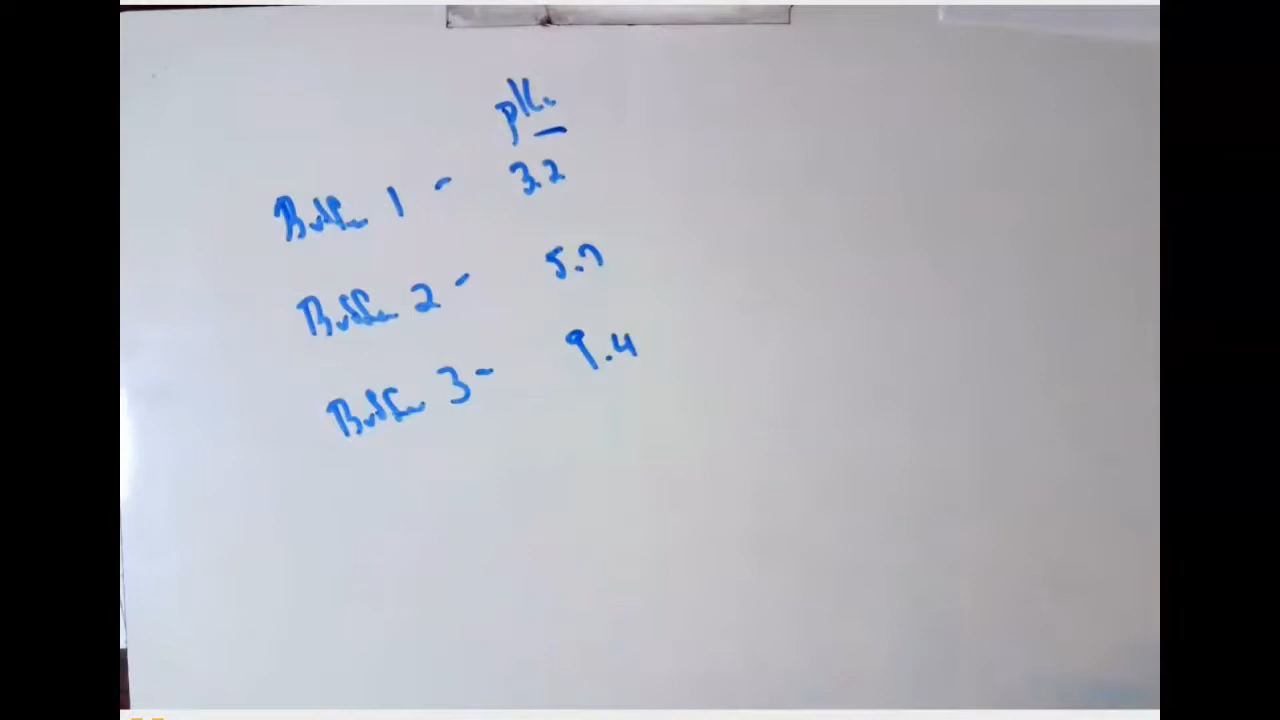 pKa
Buffer 1 - 3.2
Buffer 2 - 5.7
Buffer 3 - 9.4